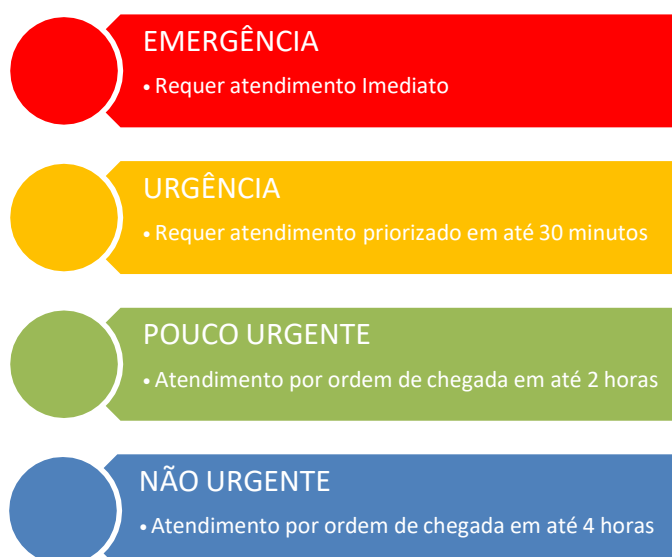 EMERGÊNCIA
• Requer atendimento Imediato
URGÊNCIA
• Requer atendimento priorizado em até 30 minutos
POUCO URGENTE
• Atendimento por ordem de chegada em até 2 horas
NÃO URGENTE
• Atendimento por ordem de chegada em até 4 horas